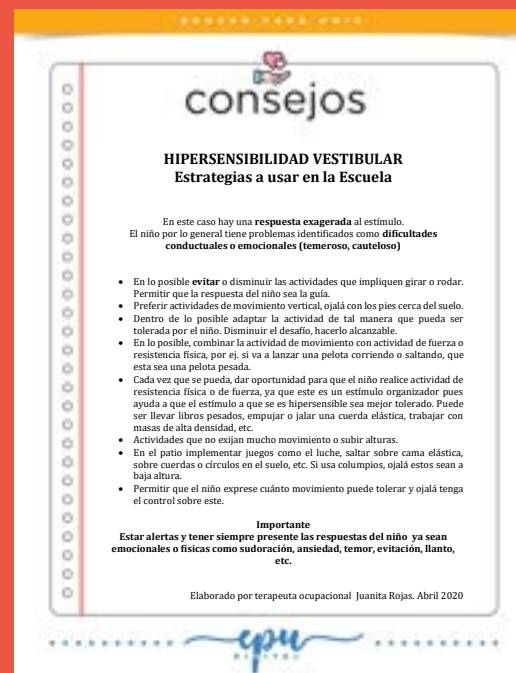 consejos
HIPERSENSIBILIDAD VESTIBULAR
Estrategias a usar en la Escuela
En este caso hay una respuesta exagerada al estímulo.
El niño por lo general tiene problemas identificados como dificultades
conductuales o emocionales (temeroso, cauteloso)
• En lo posible evitar o disminuir las actividades que impliquen girar o rodar.
Permitir que la respuesta del niño sea la guía.
• Preferir actividades de movimiento vertical, ojalá con los pies cerca del suelo.
• Dentro de lo posible adaptar la actividad de tal manera que pueda ser
tolerada por el niño. Disminuir el desafío, hacerlo alcanzable.
• En lo posible, combinar la actividad de movimiento con actividad de fuerza o
resistencia física, por ej. si va a lanzar una pelota corriendo o saltando, que
esta sea una pelota pesada.
• Cada vez que se pueda, dar oportunidad para que el niño realice actividad de
resistencia física o de fuerza, ya que este es un estímulo organizador pues
ayuda a que el estímulo a que se es hipersensible sea mejor tolerado. Puede
ser llevar libros pesados, empujar o jalar una cuerda elástica, trabajar con
masas de alta densidad, etc.
• Actividades que no exijan mucho movimiento o subir alturas.
• En el patio implementar juegos como el luche, saltar sobre cama elástica,
sobre cuerdas o círculos en el suelo, etc. Si usa columpios, ojalá estos sean a
baja altura.
• Permitir que el niño exprese cuánto movimiento puede tolerar y ojalá tenga
el control sobre este.
Importante
Estar alertas y tener siempre presente las respuestas del niño ya sean
emocionales o físicas como sudoración, ansiedad, temor, evitación, llanto,
etc.
Elaborado por terapeuta ocupacional Juanita Rojas. Abril 2020
epu